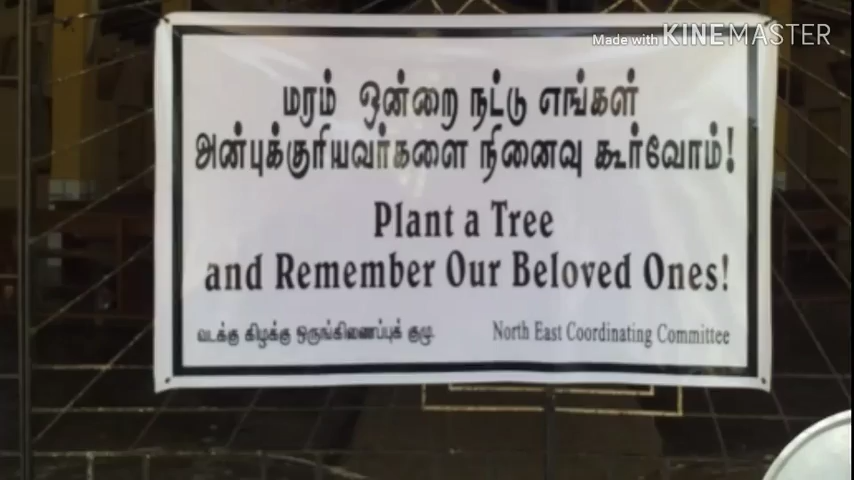 Made with KINEMASTER
மரம் ஒன்றை நட்டு எங்கள்
அன்புக்குரியவர்களை நினைவு கூர்வோம்!
Plant a Tree
and Remember Our Beloved Ones!
வடக்கு கிழக்கு ஒருங்கிணைப்புக் குழு
North East Coordinating Committee